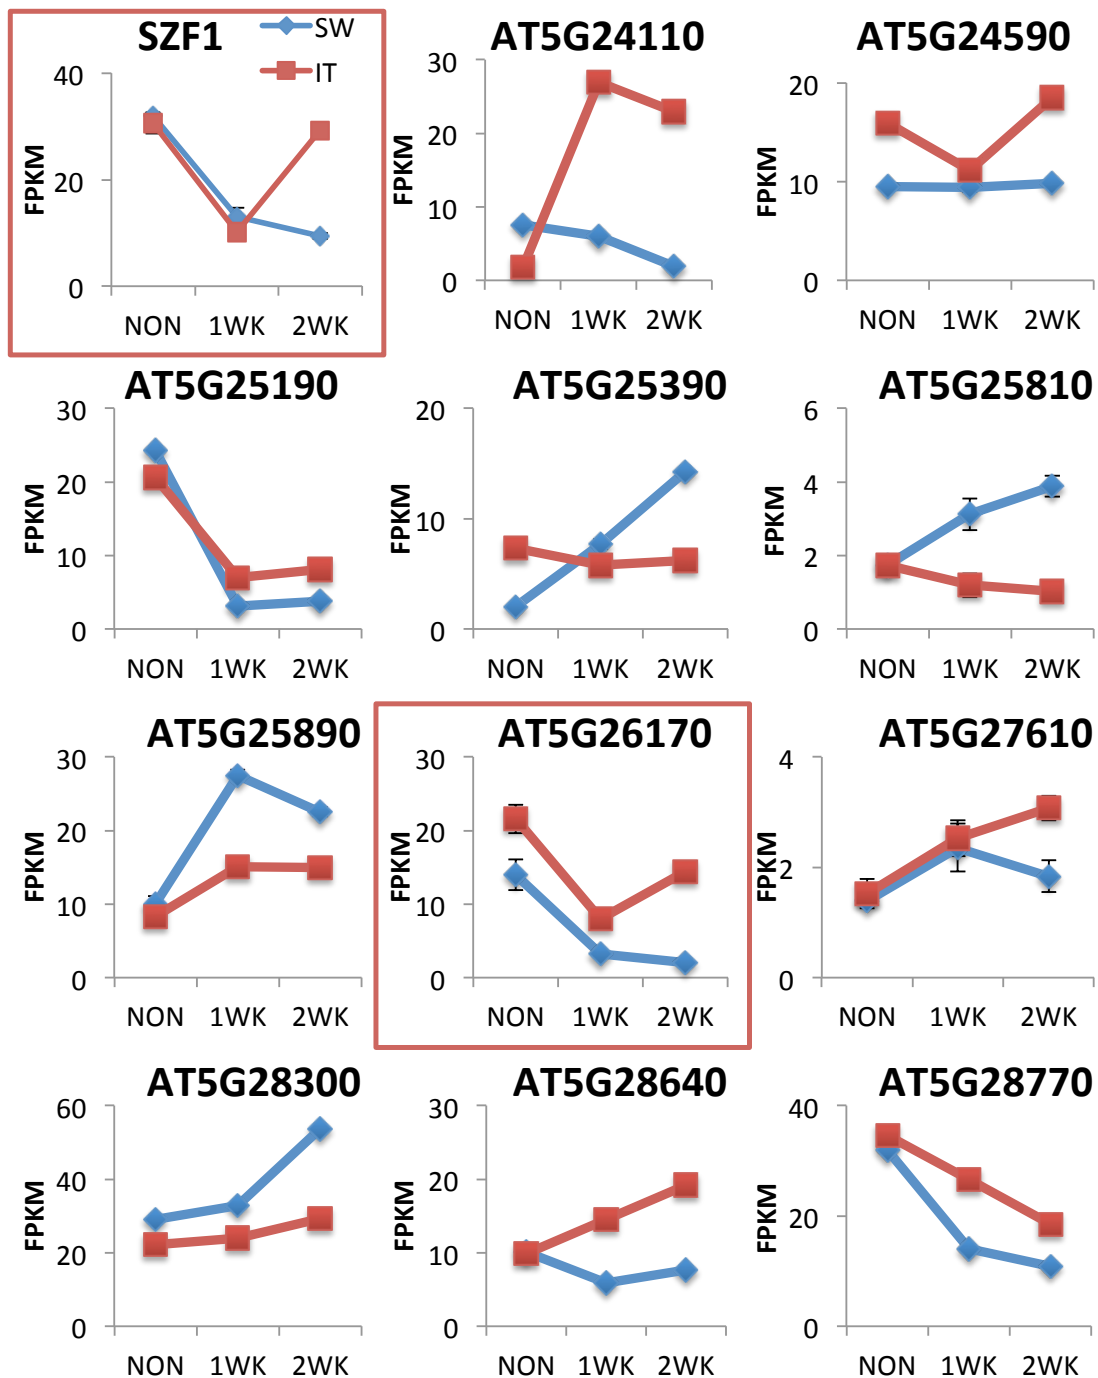 SZF1
SW
IT
FPKM
40
20
0
NON 1WK 2WK
AT5G24110
FPKM
30
20
10
0
NON 1WK 2WK
AT5G24590
FPKM
20
10
0
NON 1WK 2WK
AT5G25190
FPKM
30
20
10
0
NON 1WK 2WK
AT5G25390
FPKM
20
10
0
NON 1WK 2WK
AT5G25810
FPKM
6
4
2
0
NON 1WK 2WK
AT5G25890
FPKM
30
20
10
0
NON 1WK 2WK
AT5G26170
FPKM
30
20
10
0
NON 1WK 2WK
AT5G27610
FPKM
4
2
0
NON 1WK 2WK
AT5G28300
FPKM
60
40
20
0
NON 1WK 2WK
AT5G28640
FPKM
30
20
10
0
NON 1WK 2WK
AT5G28770
FPKM
40
20
0
NON 1WK 2WK